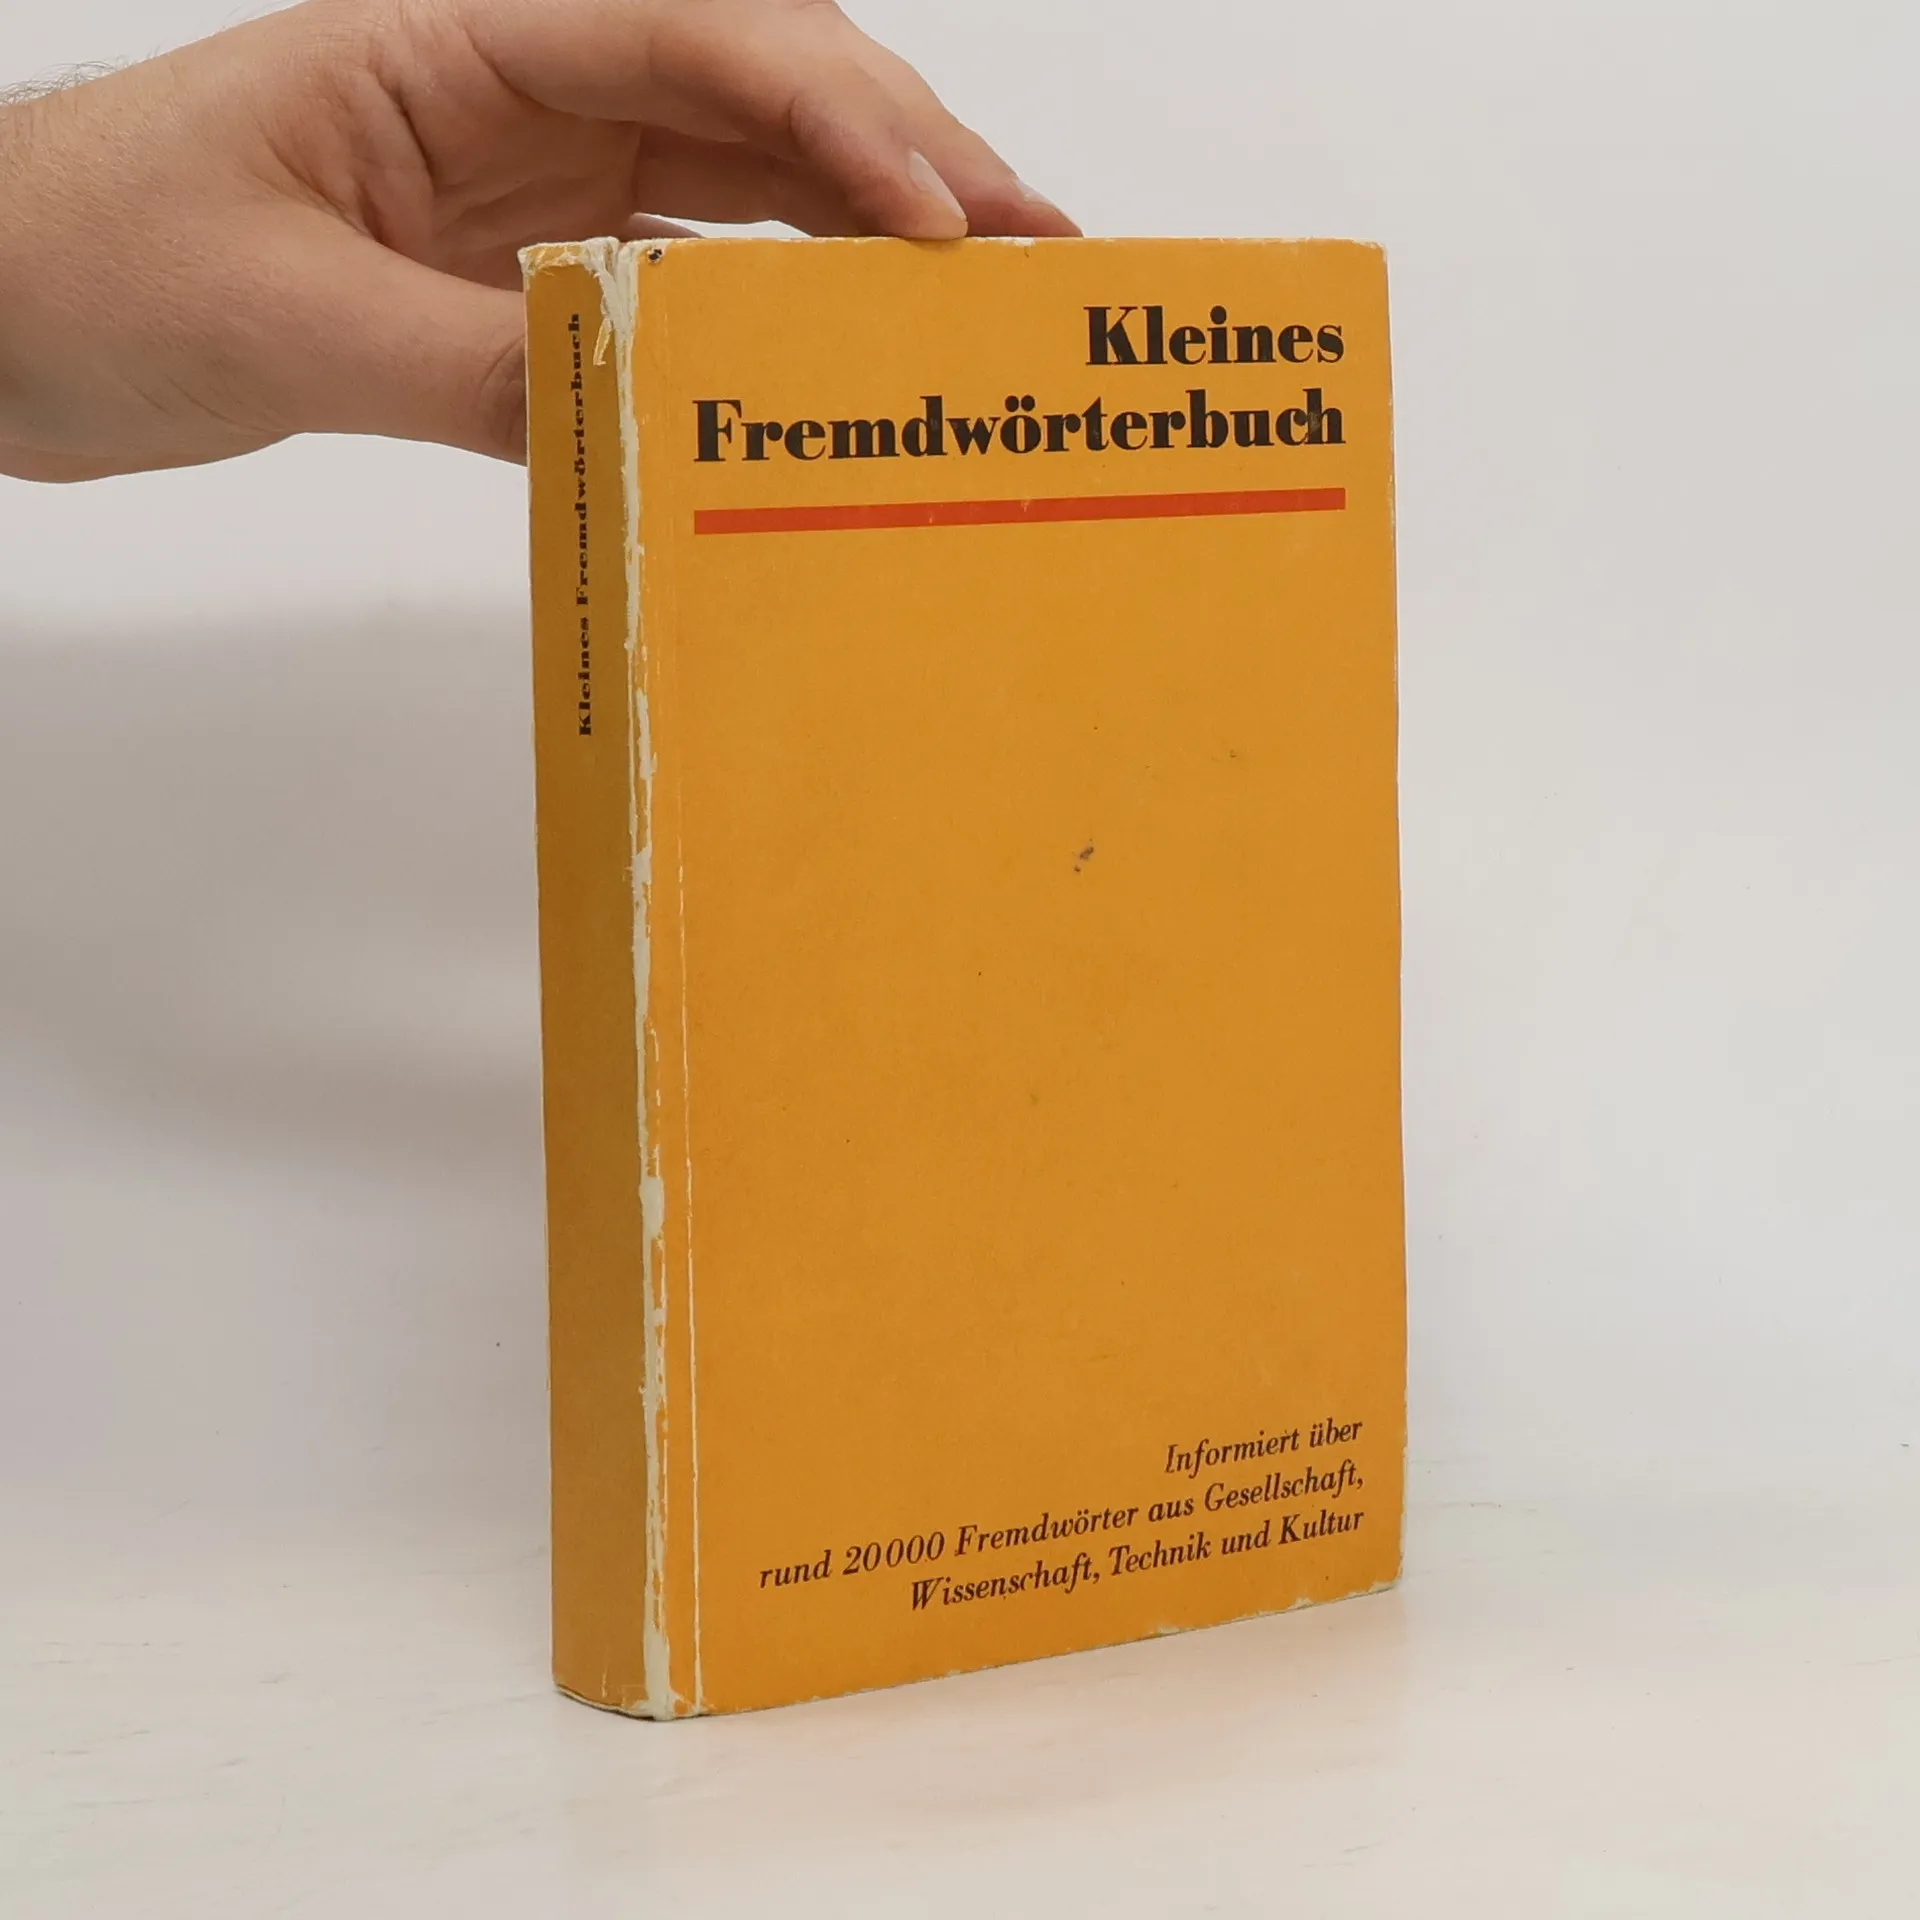 Kleines Fremdwörterbuch
Kleines
Fremdwörterbuch
Informiert über
rund 20000 Fremdwörter aus Gesellschaft,
Wissenschaft, Technik und Kultur